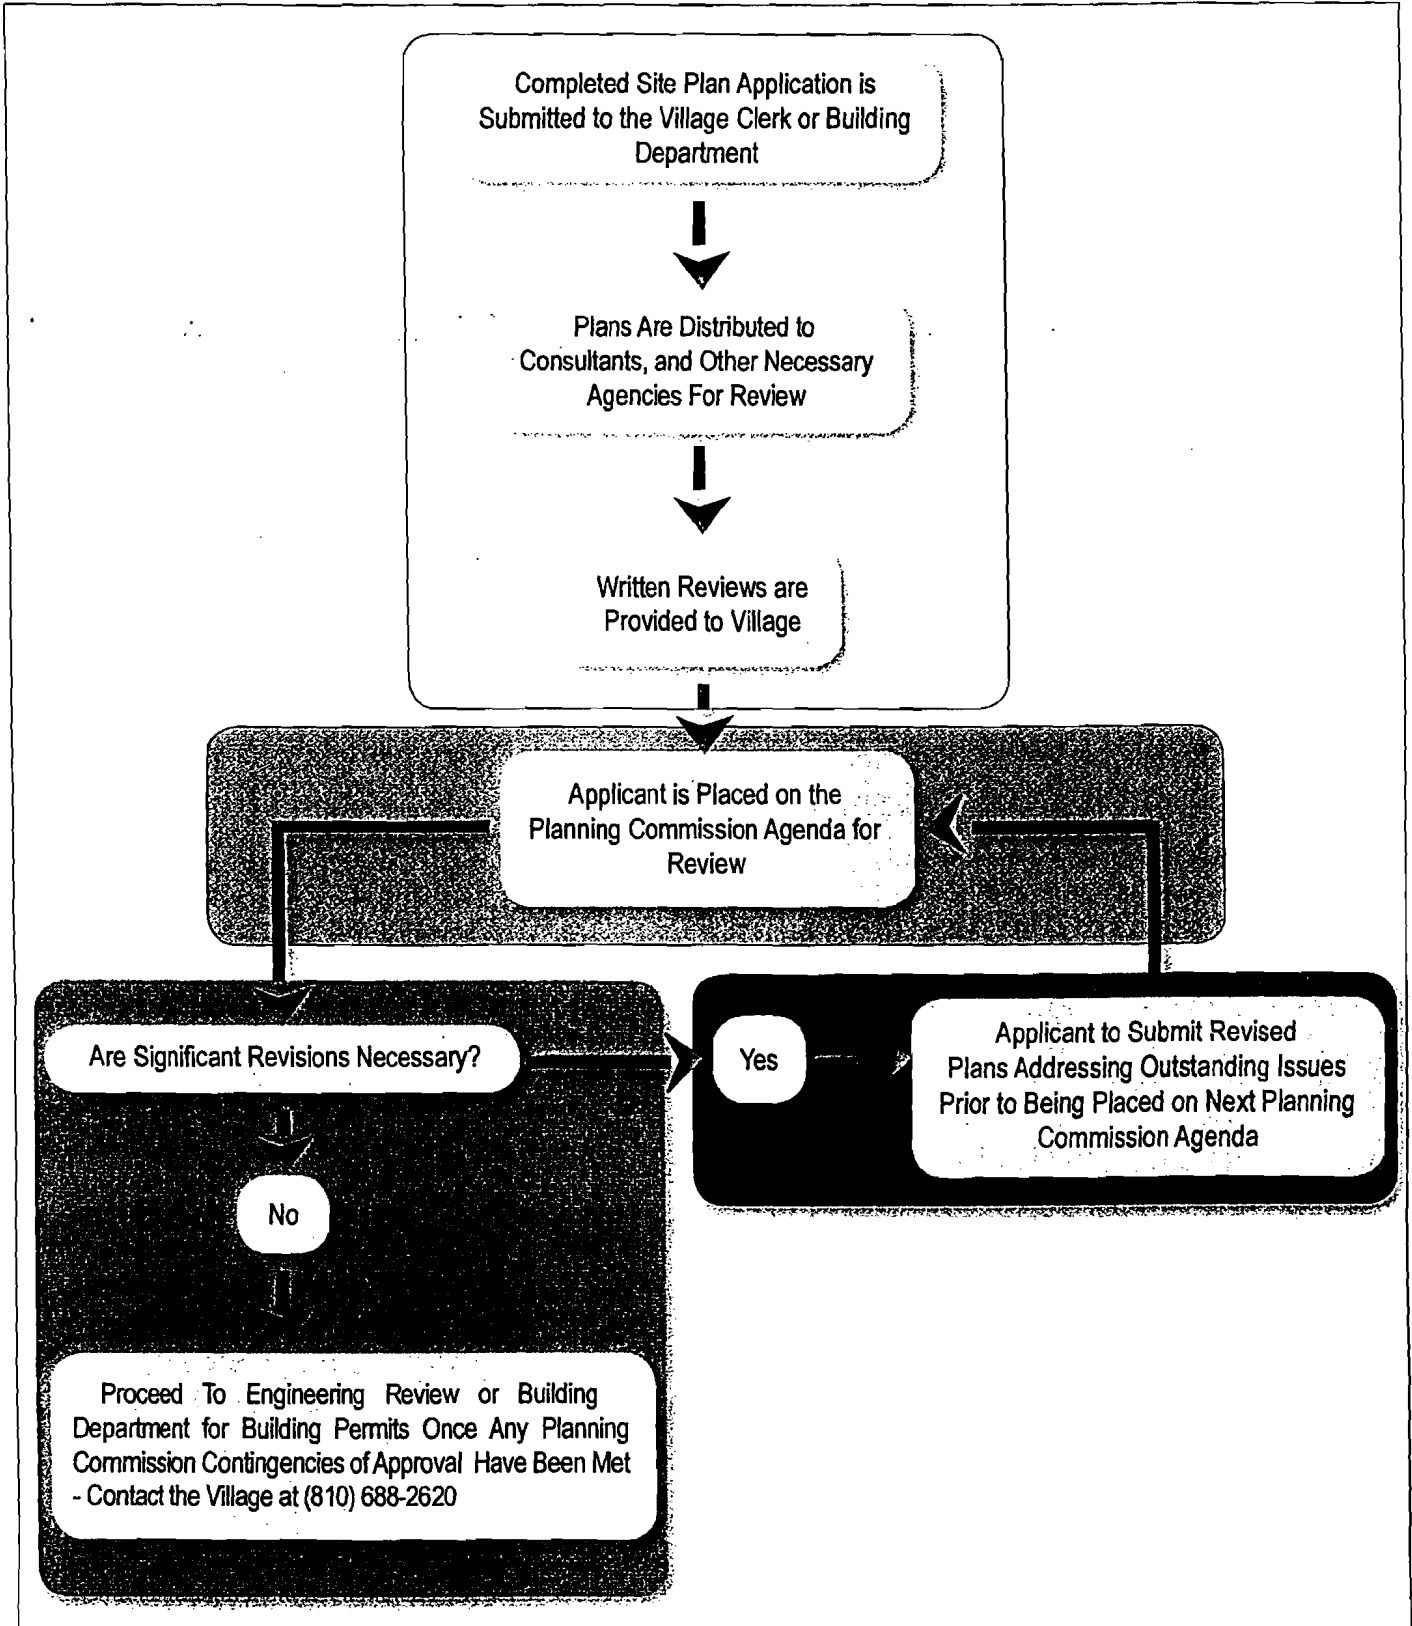 Completed Site Plan Application is
Submitted to the Village Clerk or Building
Department
Plans Are Distributed to
Consultants, and Other Necessary
Agencies For Review
Written Reviews are
Provided to Village
Applicant is Placed on the
Planning Commission Agenda for
Review
Are Significant Revisions Necessary?
Yes
Applicant to Submit Revised
Plans Addressing Outstanding Issues
Prior to Being Placed on Next Planning
Commission Agenda
No
Proceed To Engineering Review or Building
Department for Building Permits Once Any Planning
Commission Contingencies of Approval Have Been Met
- Contact the Village at (810) 688-2620